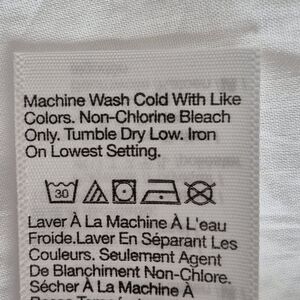 Machine Wash Cold With Like
Colors. Non-Chlorine Bleach
Only. Tumble Dry Low. Iron
On Lowest Setting.
30
Laver À La Machine À L'eau
Froide.Laver En Séparant Les
Couleurs. Seulement Agent
De Blanchiment Non-Chlore.
Sécher À La Machine À